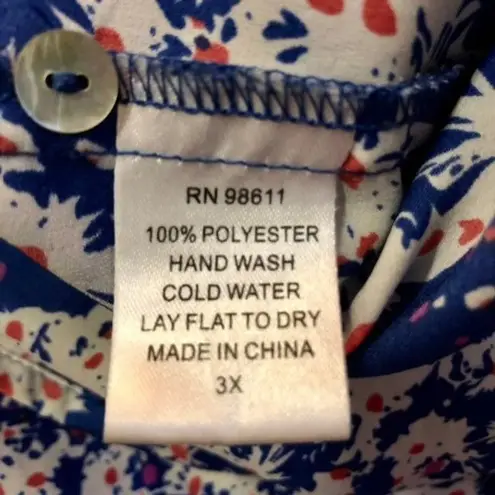 RN 98611
100% POLYESTER
HAND WASH
COLD WATER
LAY FLAT TO DRY
MADE IN CHINA
3X